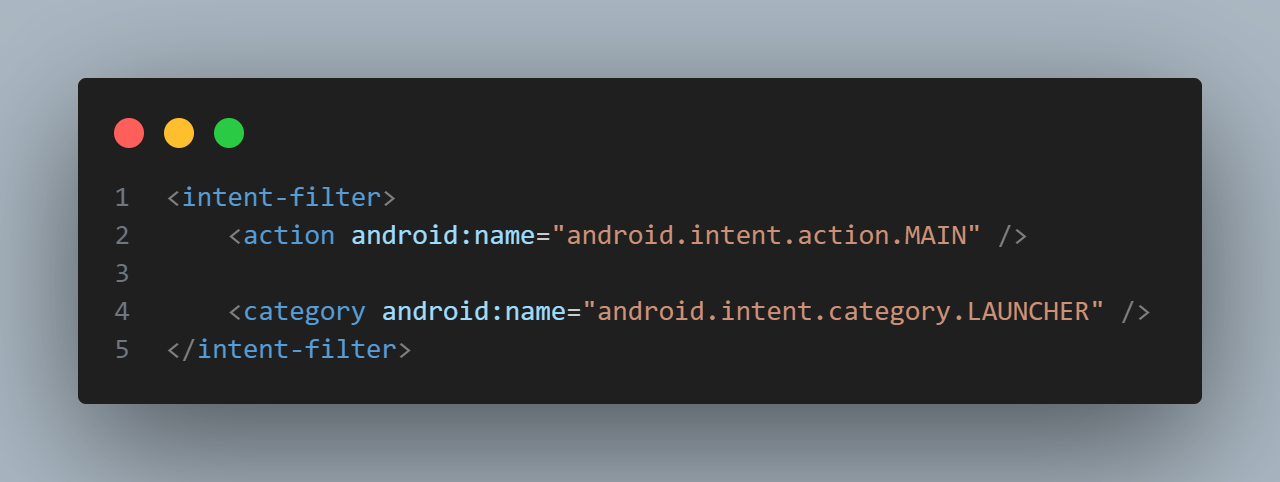 1 <intent-filter>
2     <action android:name="android.intent.action.MAIN" />
3
4     <category android:name="android.intent.category.LAUNCHER" />
5 </intent-filter>